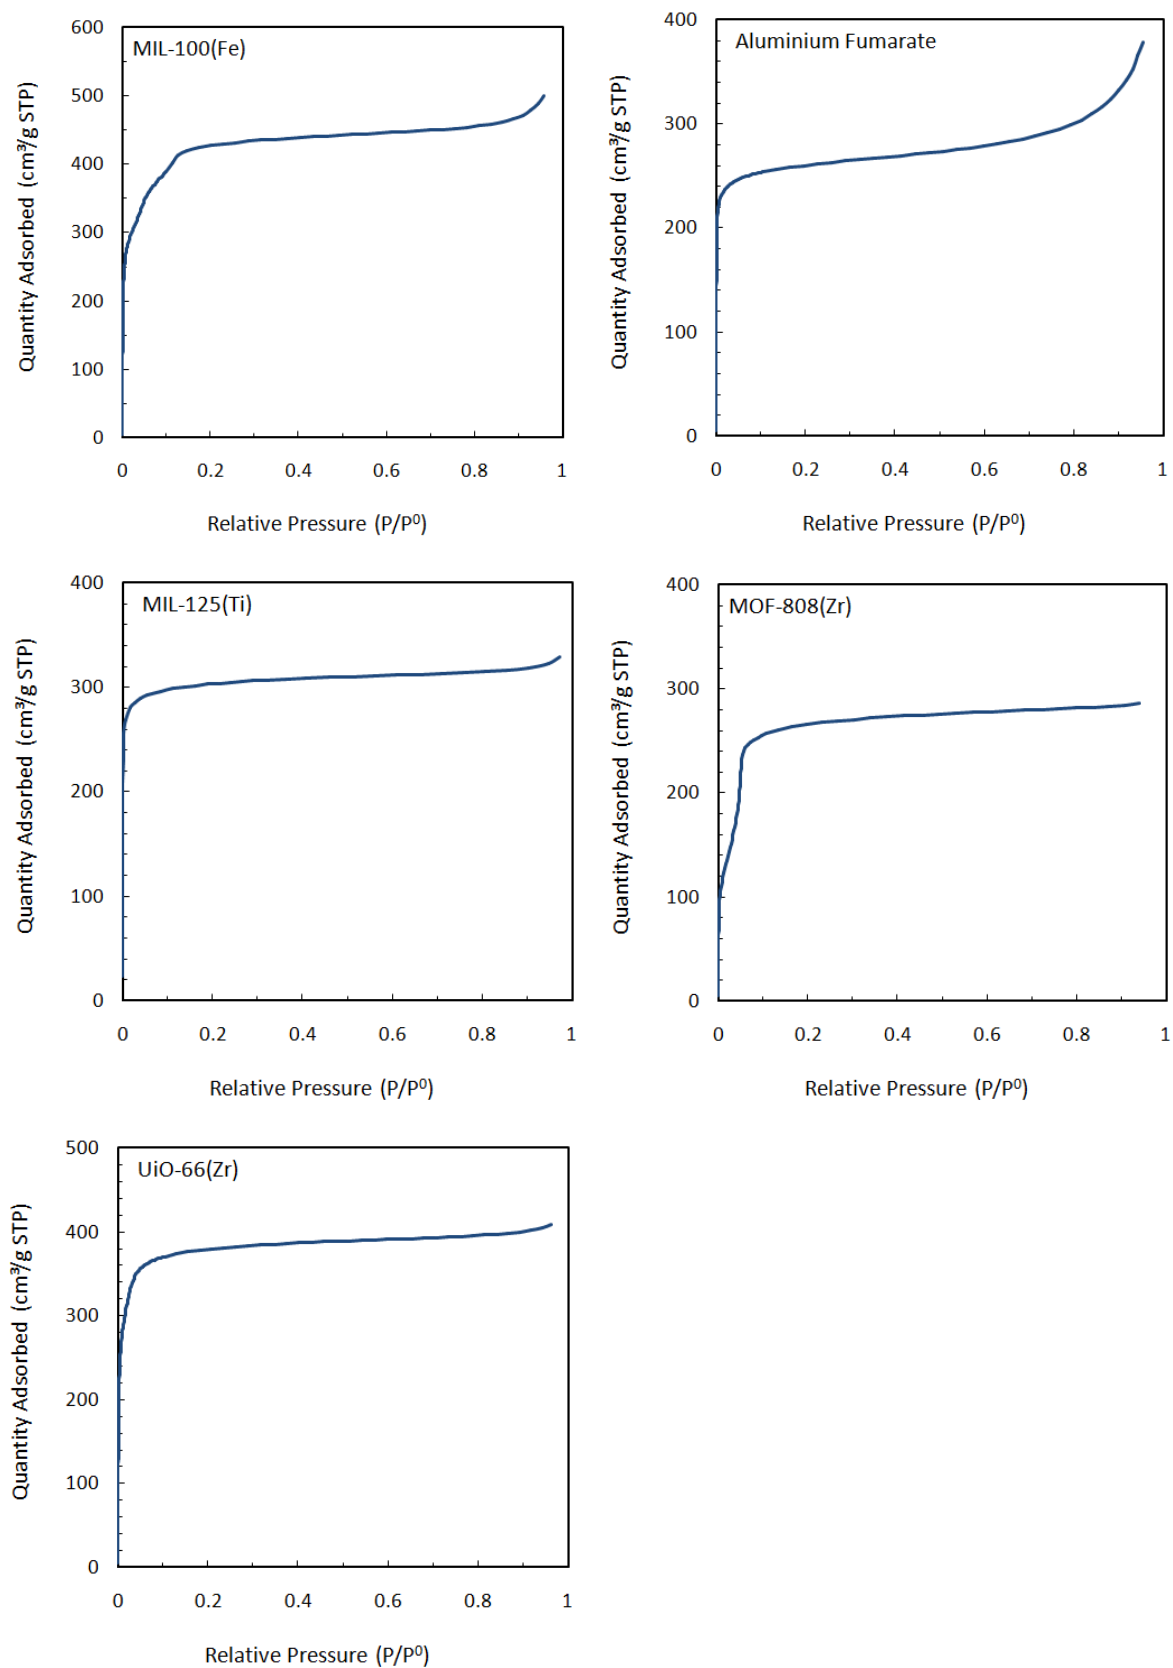 MIL-100(Fe)
Quantity Adsorbed (cm³/g STP)
600
500
400
300
200
100
0
0 0.2 0.4 0.6 0.8 1
Relative Pressure (P/P⁰)
Aluminium Fumarate
Quantity Adsorbed (cm³/g STP)
400
300
200
100
0
0 0.2 0.4 0.6 0.8 1
Relative Pressure (P/P⁰)
MIL-125(Ti)
Quantity Adsorbed (cm³/g STP)
400
300
200
100
0
0 0.2 0.4 0.6 0.8 1
Relative Pressure (P/P⁰)
MOF-808(Zr)
Quantity Adsorbed (cm³/g STP)
400
300
200
100
0
0 0.2 0.4 0.6 0.8 1
Relative Pressure (P/P⁰)
UiO-66(Zr)
Quantity Adsorbed (cm³/g STP)
500
400
300
200
100
0
0 0.2 0.4 0.6 0.8 1
Relative Pressure (P/P⁰)